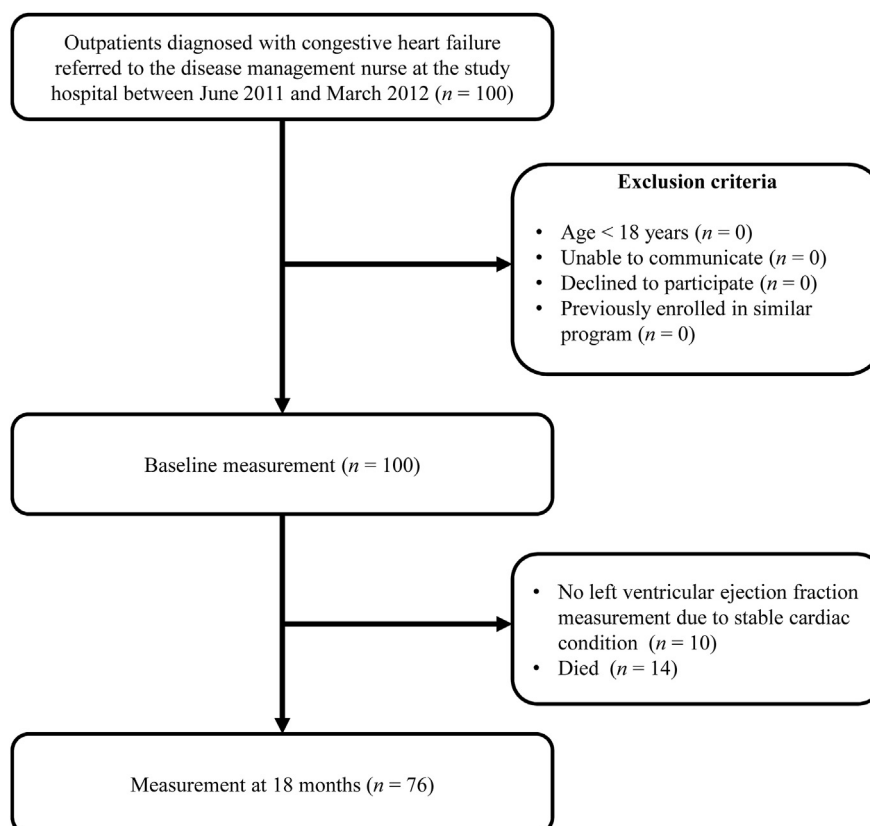 Outpatients diagnosed with congestive heart failure
referred to the disease management nurse at the study
hospital between June 2011 and March 2012 (n = 100)
Exclusion criteria
• Age < 18 years (n = 0)
• Unable to communicate (n = 0)
• Declined to participate (n = 0)
• Previously enrolled in similar
program (n = 0)
Baseline measurement (n = 100)
• No left ventricular ejection fraction
measurement due to stable cardiac
condition (n = 10)
• Died (n = 14)
Measurement at 18 months (n = 76)